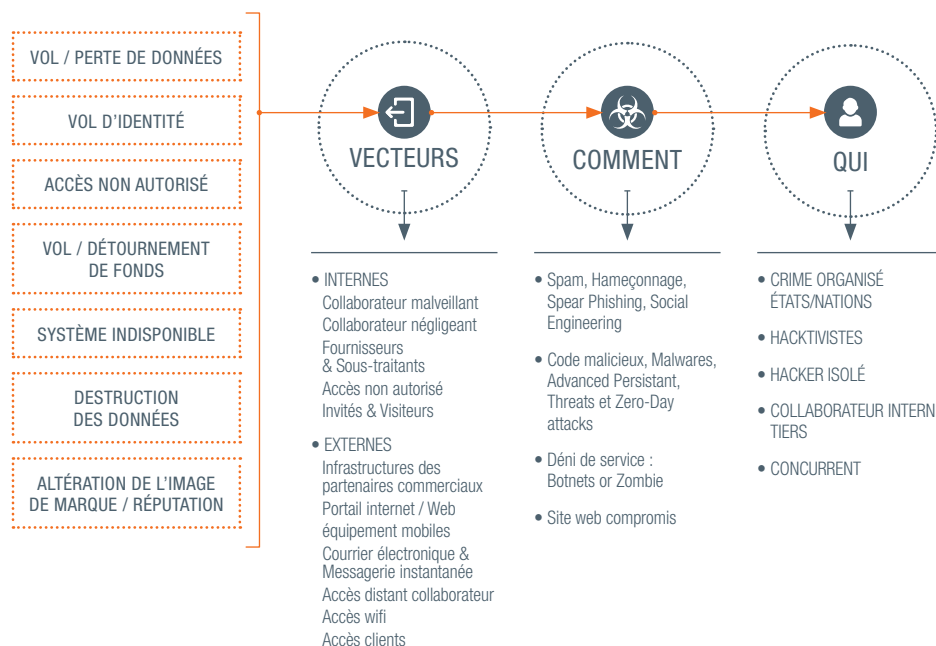 VOL / PERTE DE DONNÉES
VOL D'IDENTITÉ
ACCÈS NON AUTORISÉ
VOL / DÉTOURNEMENT
DE FONDS
SYSTÈME INDISPONIBLE
DESTRUCTION
DES DONNÉES
ALTÉRATION DE L'IMAGE
DE MARQUE / RÉPUTATION
VECTEURS
• INTERNES
Collaborateur malveillant
Collaborateur négligeant
Fournisseurs
& Sous-traitants
Accès non autorisé
Invités & Visiteurs
• EXTERNES
Infrastructures des
partenaires commerciaux
Portail internet / Web
équipement mobiles
Courrier électronique &
Messagerie instantanée
Accès distant collaborateur
Accès wifi
Accès clients
COMMENT
• Spam, Hameçonnage,
Spear Phishing, Social
Engineering
• Code malicieux, Malwares,
Advanced Persistant,
Threats et Zero-Day
attacks
• Déni de service :
Botnets or Zombie
• Site web compromis
QUI
• CRIME ORGANISÉ
ÉTATS/NATIONS
• HACKTIVISTES
• HACKER ISOLÉ
• COLLABORATEUR INTERN
TIERS
• CONCURRENT